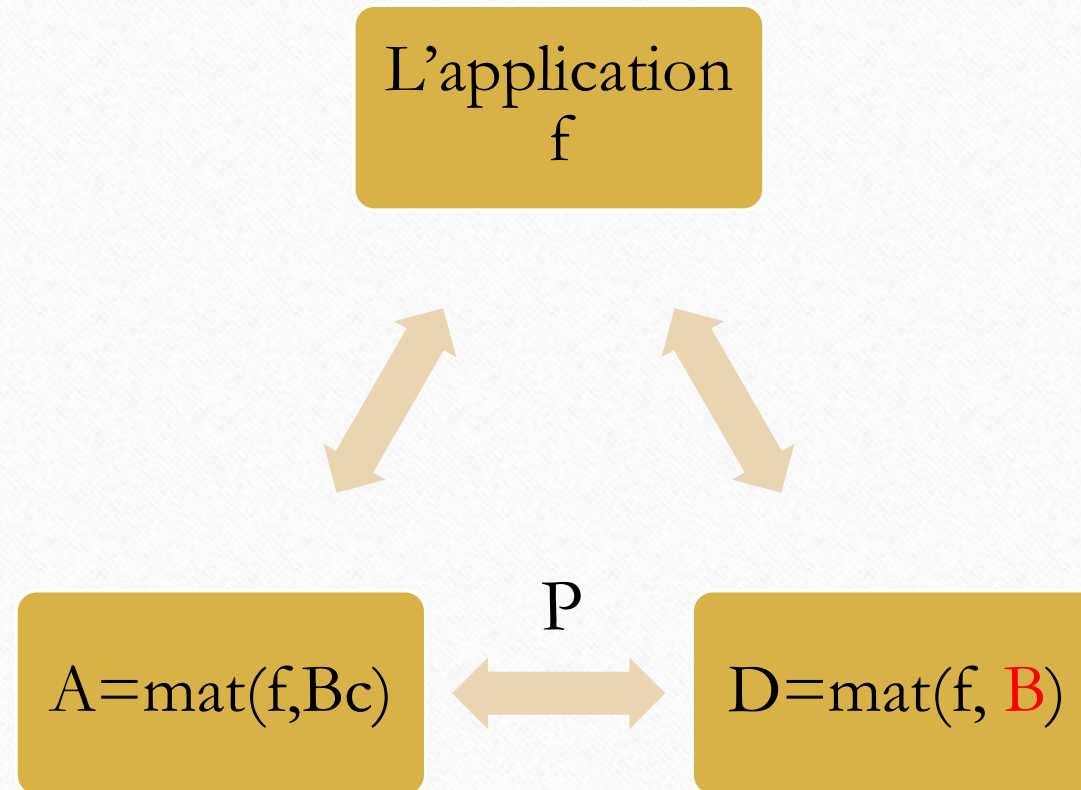 L’application
f
P
A=mat(f,Bc)
D=mat(f, B)